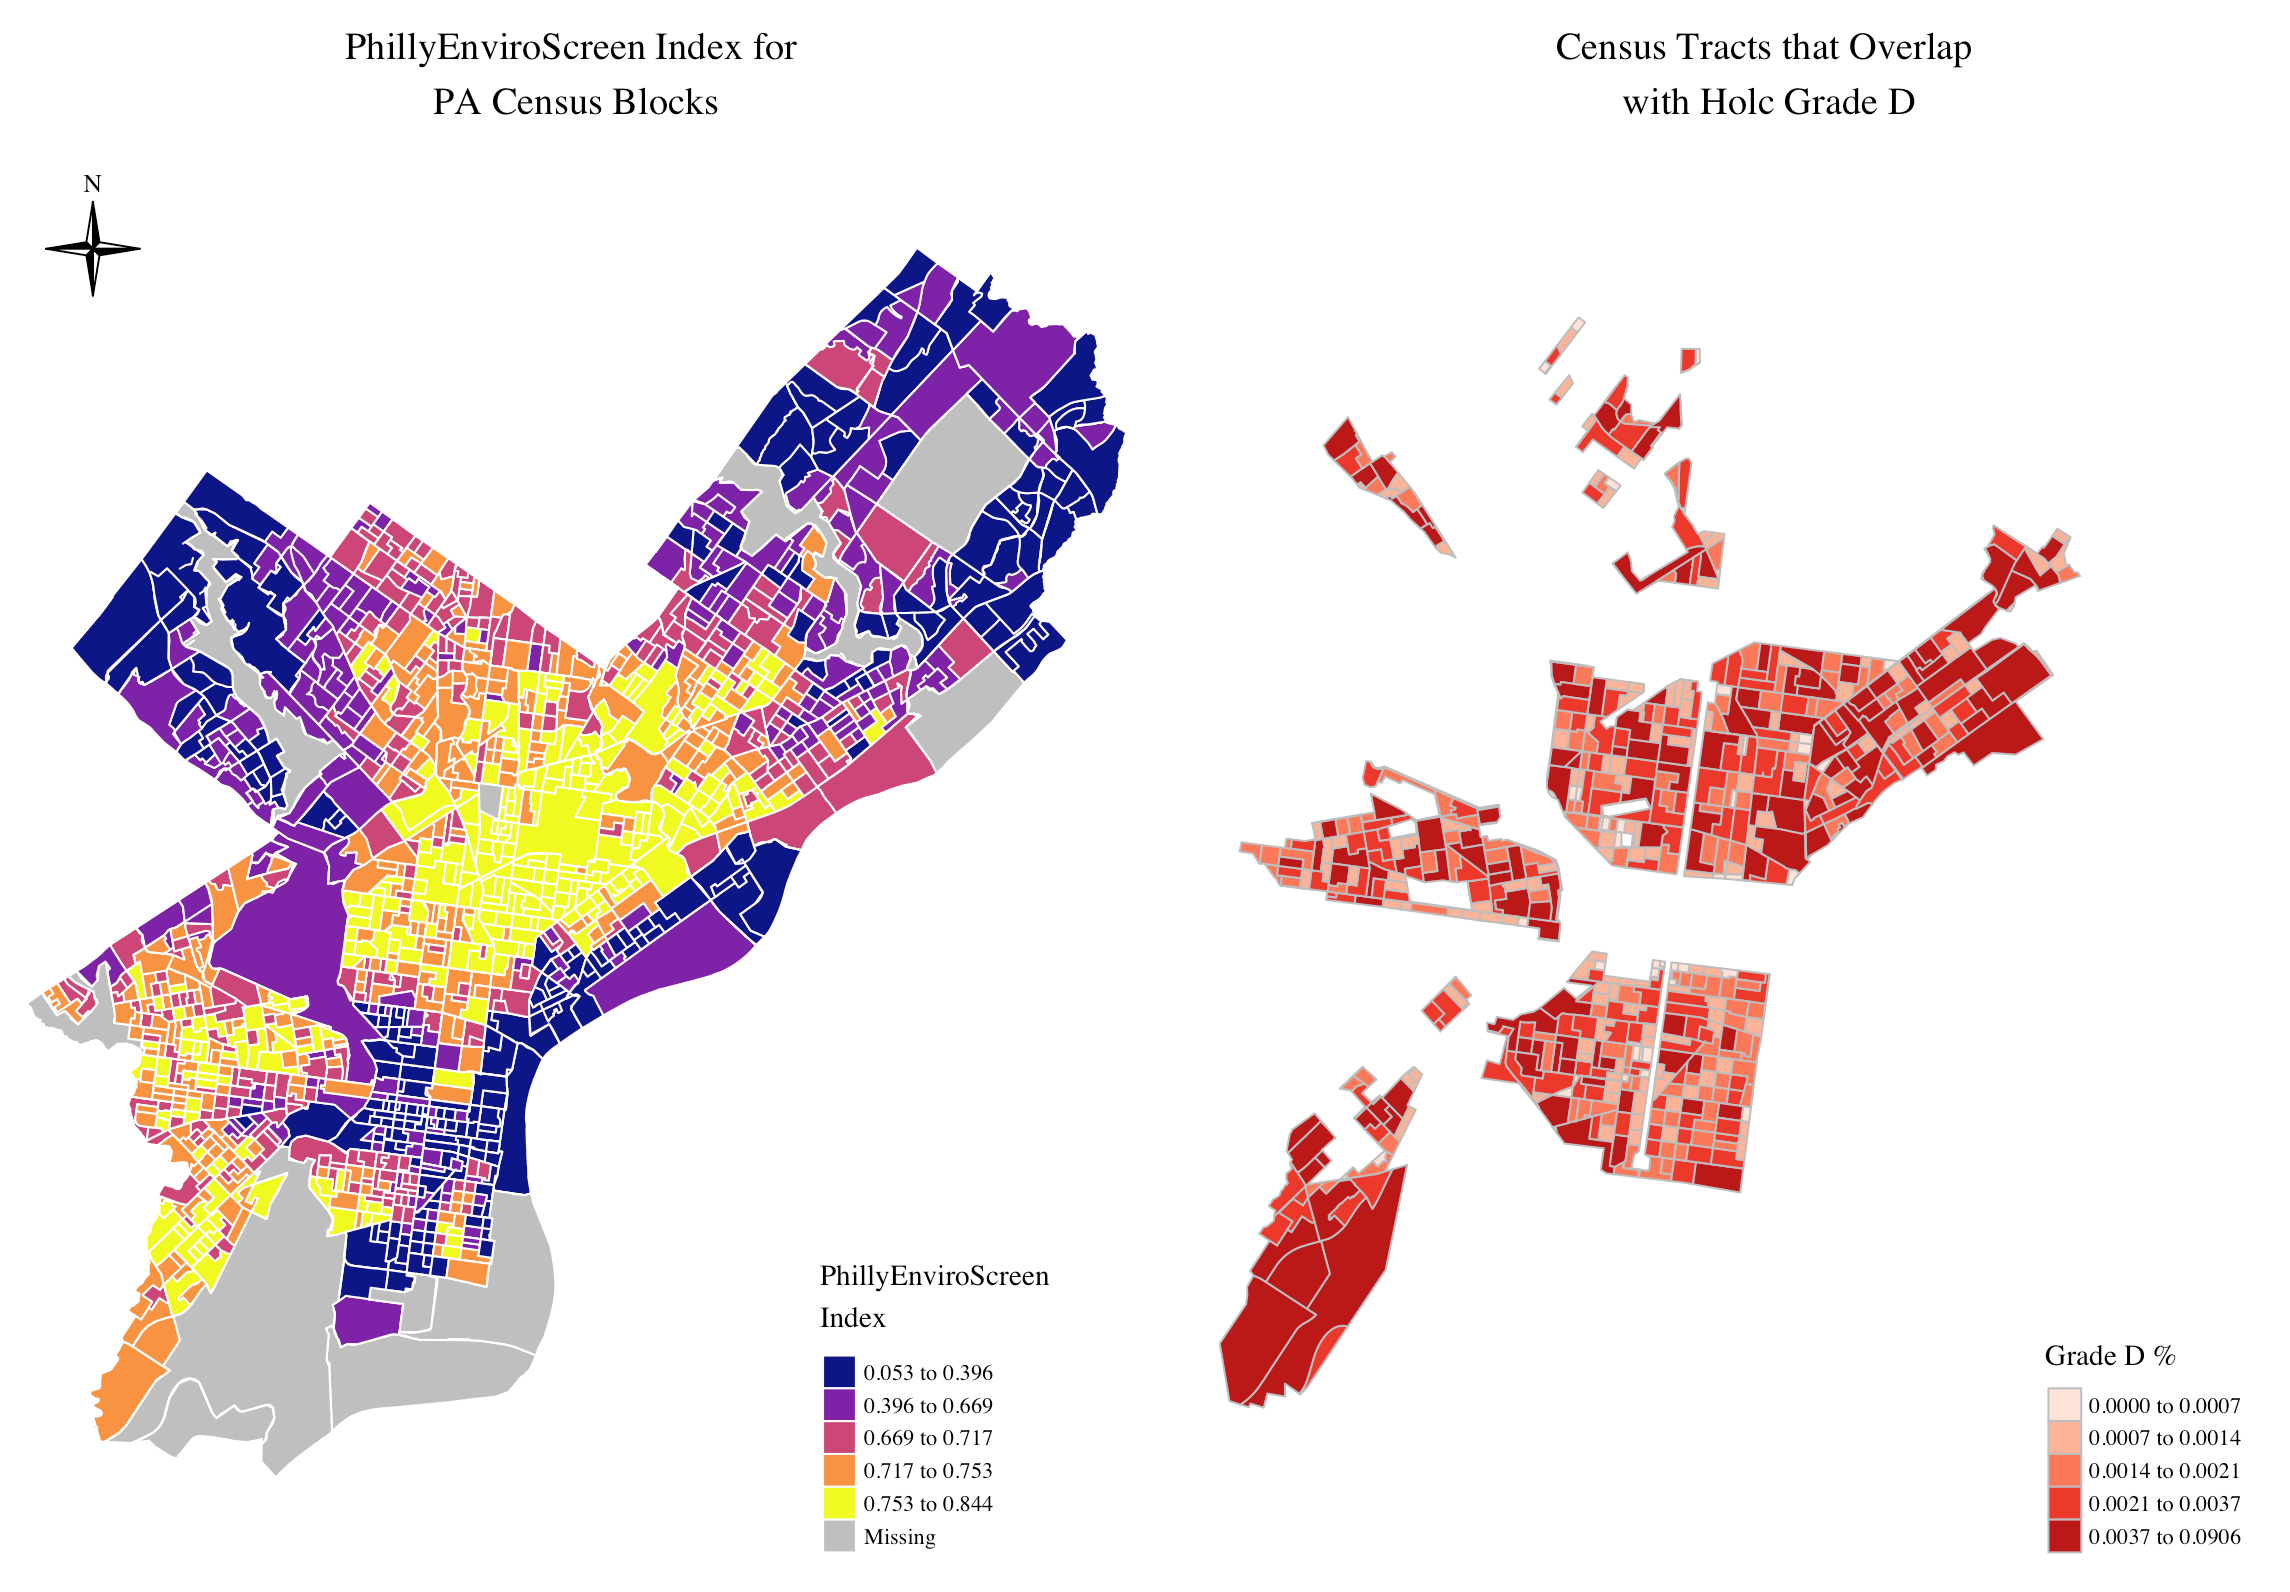 PhillyEnviroScreen Index for
PA Census Blocks
Census Tracts that Overlap
with Holc Grade D
N
PhillyEnviroScreen
Index
0.053 to 0.396
0.396 to 0.669
0.669 to 0.717
0.717 to 0.753
0.753 to 0.844
Missing
Grade D %
0.0000 to 0.0007
0.0007 to 0.0014
0.0014 to 0.0021
0.0021 to 0.0037
0.0037 to 0.0906